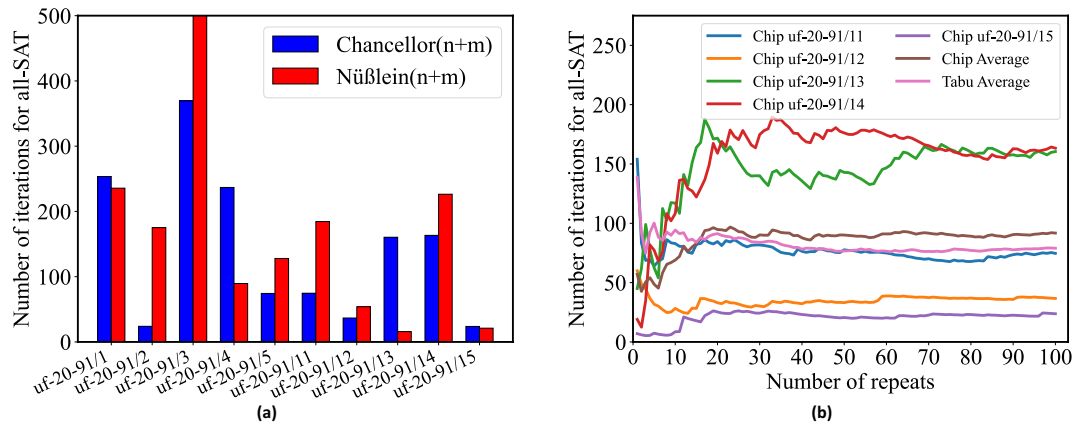 Number of iterations for all-SAT
500
400
300
200
100
0
Chancellor(n+m)
Nüßlein(n+m)
uf-20-91/1
uf-20-91/2
uf-20-91/3
uf-20-91/4
uf-20-91/5
uf-20-91/11
uf-20-91/12
uf-20-91/13
uf-20-91/14
uf-20-91/15
(a)
Number of iterations for all-SAT
250
200
150
100
50
0
Chip uf-20-91/11
Chip uf-20-91/12
Chip uf-20-91/13
Chip uf-20-91/14
Chip uf-20-91/15
Chip Average
Tabu Average
0 10 20 30 40 50 60 70 80 90 100
Number of repeats
(b)